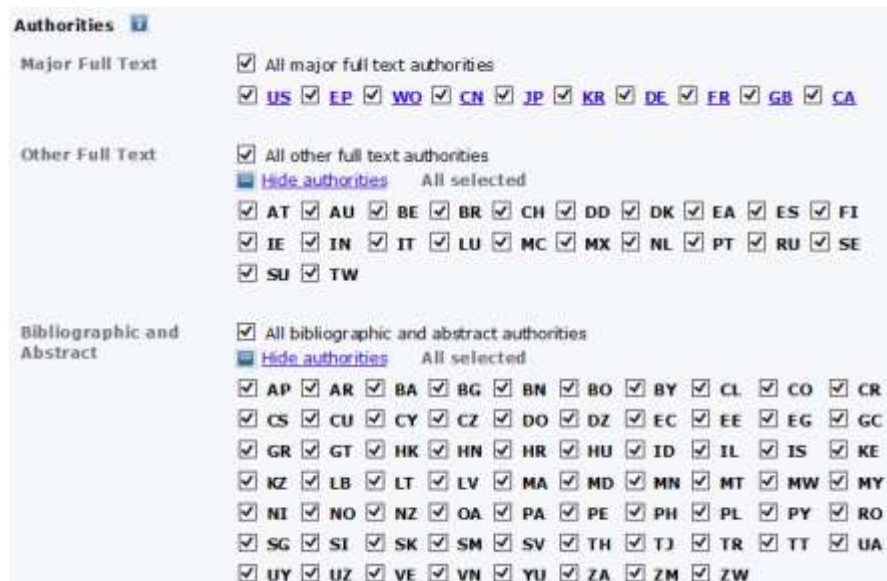 Authorities
Major Full Text
All major full text authorities
US EP WO CN JP KR DE FR GB CA
Other Full Text
All other full text authorities
Hide authorities All selected
AT AU BE BR CH DD DK EA ES FI
IE IN IT LU MC MX NL PT RU SE
SU TW
Bibliographic and
Abstract
All bibliographic and abstract authorities
Hide authorities All selected
AP AR BA BG BN BO BY CL CO CR
CS CU CY CZ DO DZ EC EE EG GC
GR GT HK HN HR HU ID IL IS KE
KZ LB LT LV MA MD MN MT MW MY
NI NO NZ OA PA PE PH PL PY RO
SG SI SK SM SV TH TJ TR TT UA
UY UZ VE VN YU ZA ZM ZW